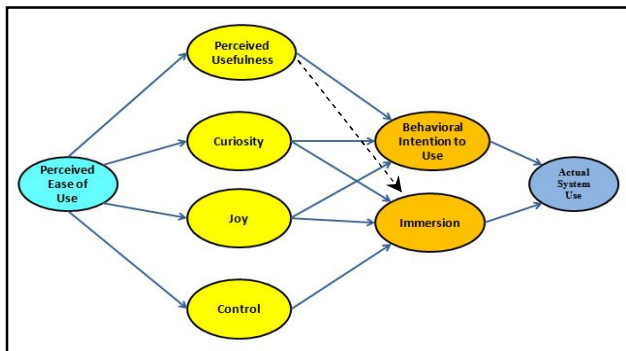 Perceived
Usefulness
Curiosity
Behavioral
Intention to
Use
Perceived
Ease of
Use
Actual
System
Use
Joy
Immersion
Control